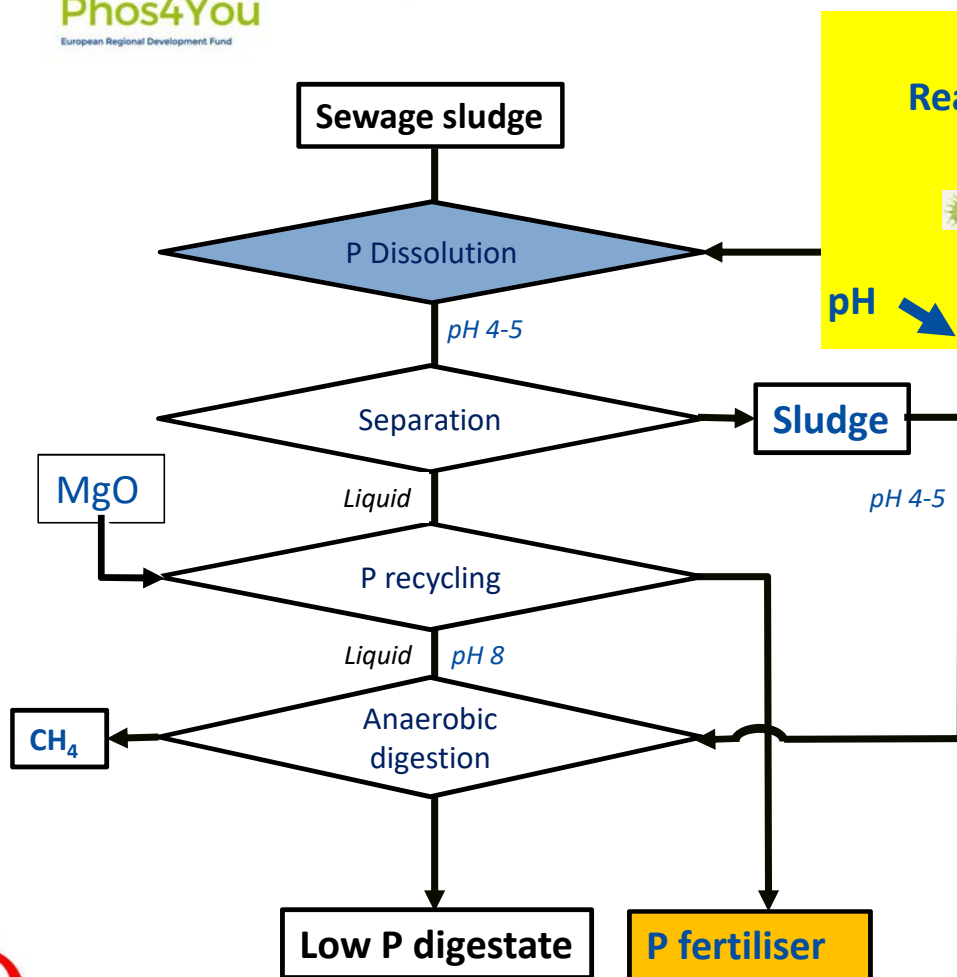 Phos4You
European Regional Development Fund
Sewage sludge
P Dissolution
pH
pH 4-5
Separation
Sludge
MgO
Liquid
pH 4-5
P recycling
Liquid
pH 8
Anaerobic
digestion
CH₄
Low P digestate
P fertiliser